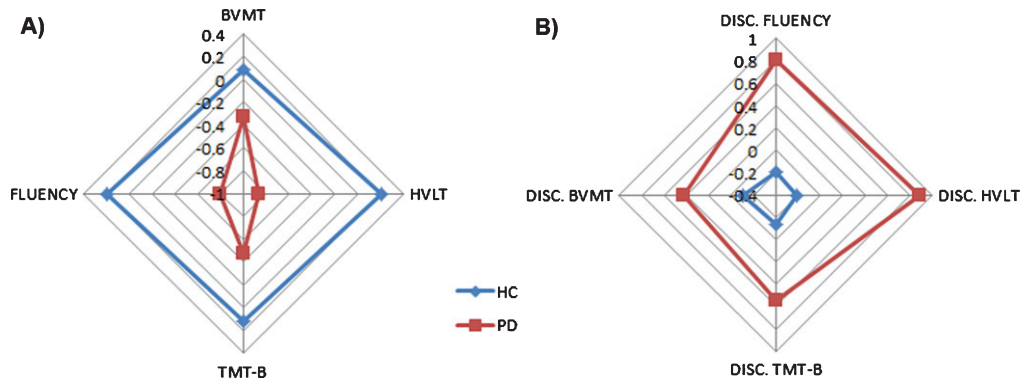 A)
BVMT
0.4
0.2
0
-0.2
-0.4
-0.6
-0.8
-1
FLUENCY
HVLT
TMT-B
HC
PD
B)
DISC. FLUENCY
1
0.8
0.6
0.4
0.2
0
-0.2
-0.4
DISC. BVMT
DISC. HVLT
DISC. TMT-B